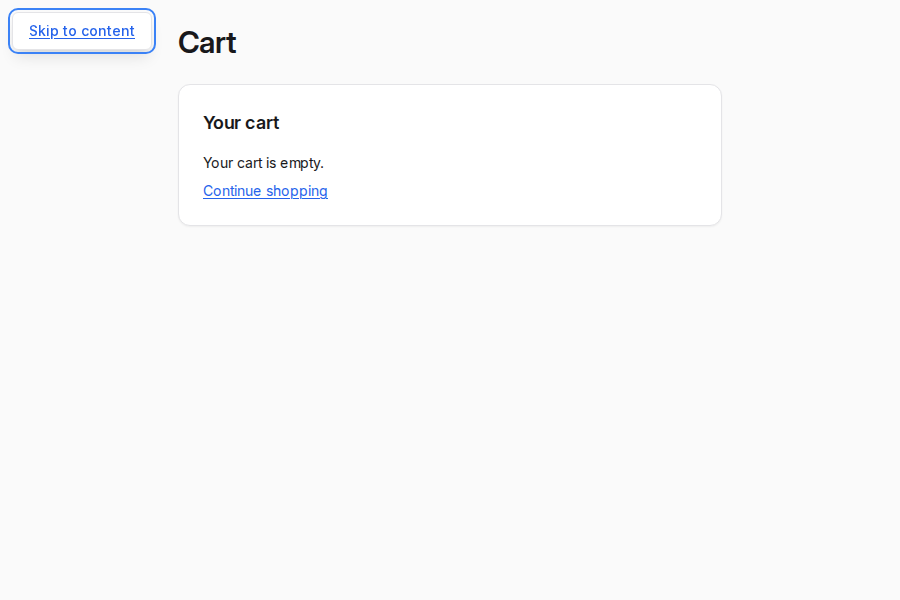 Skip to content
Cart
Your cart
Your cart is empty.
Continue shopping